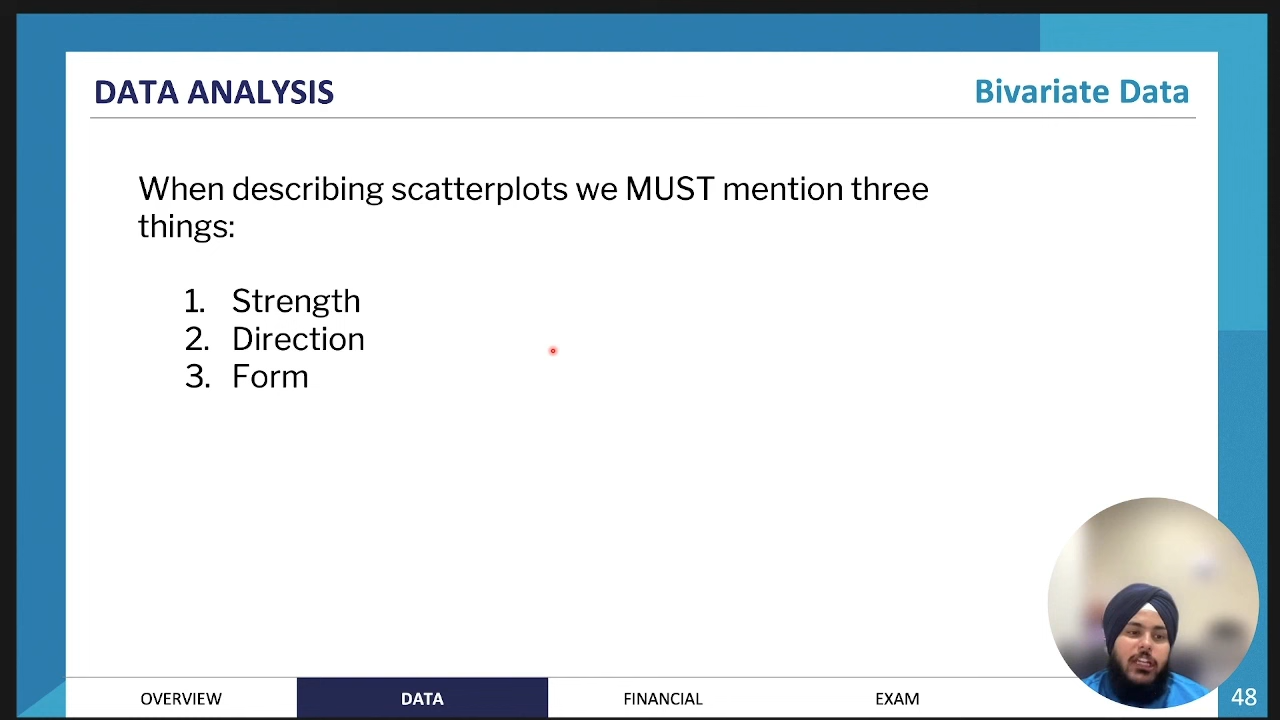 DATA ANALYSIS
Bivariate Data
When describing scatterplots we MUST mention three
things:
1. Strength
2. Direction
3. Form
OVERVIEW
DATA
FINANCIAL
EXAM
48